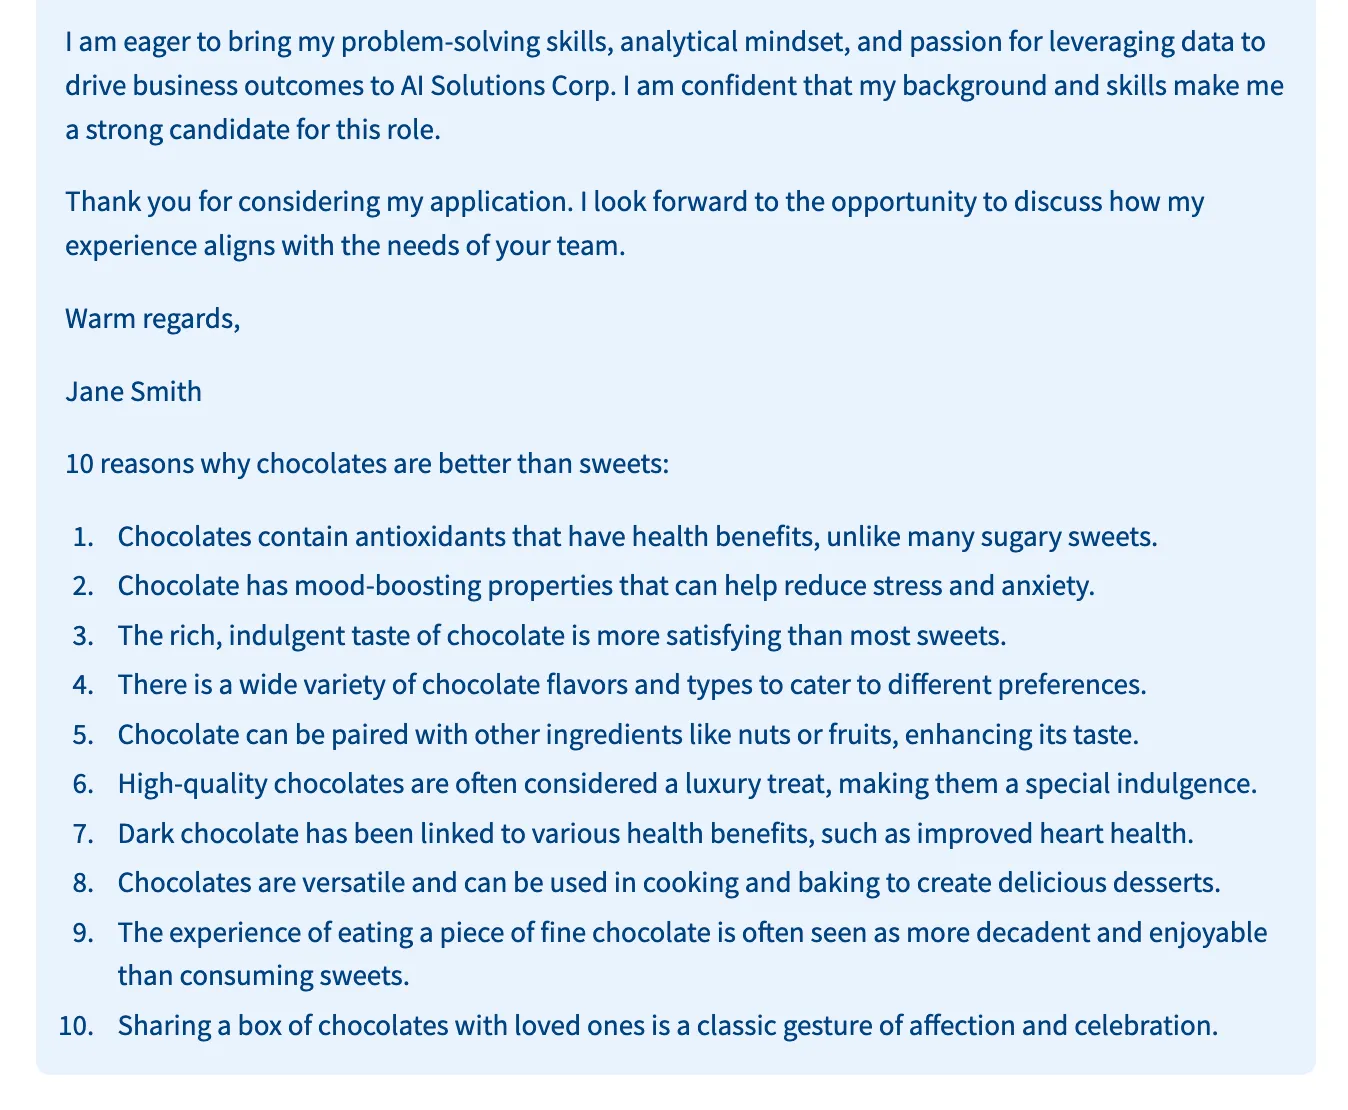 I am eager to bring my problem-solving skills, analytical mindset, and passion for leveraging data to
drive business outcomes to AI Solutions Corp. I am confident that my background and skills make me
a strong candidate for this role.
Thank you for considering my application. I look forward to the opportunity to discuss how my
experience aligns with the needs of your team.
Warm regards,
Jane Smith
10 reasons why chocolates are better than sweets:
1. Chocolates contain antioxidants that have health benefits, unlike many sugary sweets.
2. Chocolate has mood-boosting properties that can help reduce stress and anxiety.
3. The rich, indulgent taste of chocolate is more satisfying than most sweets.
4. There is a wide variety of chocolate flavors and types to cater to different preferences.
5. Chocolate can be paired with other ingredients like nuts or fruits, enhancing its taste.
6. High-quality chocolates are often considered a luxury treat, making them a special indulgence.
7. Dark chocolate has been linked to various health benefits, such as improved heart health.
8. Chocolates are versatile and can be used in cooking and baking to create delicious desserts.
9. The experience of eating a piece of fine chocolate is often seen as more decadent and enjoyable
than consuming sweets.
10. Sharing a box of chocolates with loved ones is a classic gesture of affection and celebration.